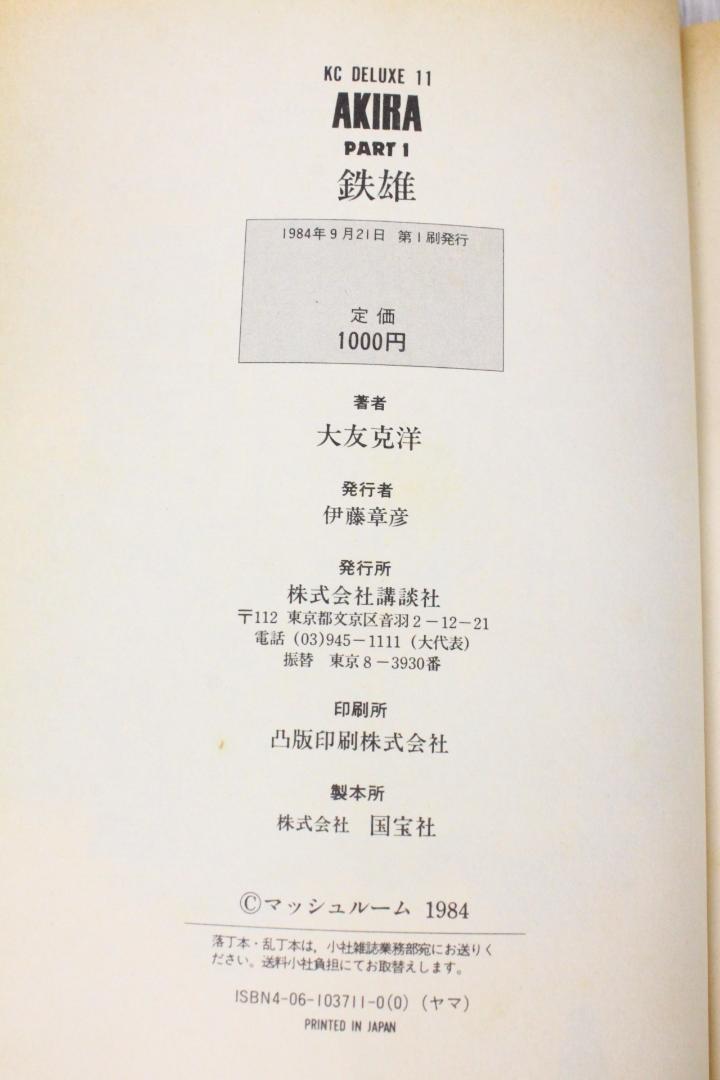 KC DELUXE 11
AKIRA
PART 1
鉄雄
1984年9月21日 第1刷発行
定価
1000円
著者
大友克洋
発行者
伊藤章彦
発行所
株式会社講談社
〒112 東京都文京区音羽2-12-21
電話 (03)945-1111 (大代表)
振替 東京8-3930番
印刷所
凸版印刷株式会社
製本所
株式会社 国宝社
©マッシュルーム 1984
落丁本・乱丁本は、小社雑誌業務部宛にお送りく
ださい。送料小社負担にてお取替えします。
ISBN4-06-103711-0(0) (ヤマ)
PRINTED IN JAPAN